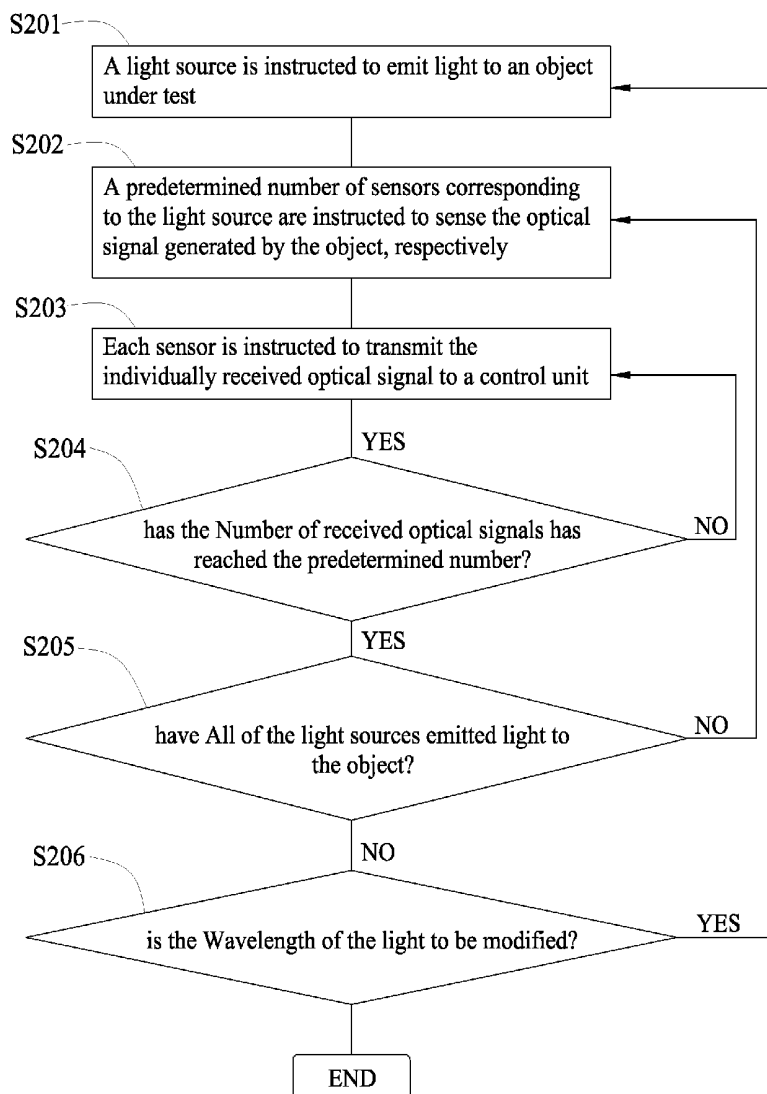 S201
A light source is instructed to emit light to an object
under test
S202
A predetermined number of sensors corresponding
to the light source are instructed to sense the optical
signal generated by the object, respectively
S203
Each sensor is instructed to transmit the
individually received optical signal to a control unit
YES
S204
has the Number of received optical signals has
reached the predetermined number?
NO
YES
S205
have All of the light sources emitted light to
the object?
NO
NO
S206
is the Wavelength of the light to be modified?
YES
END